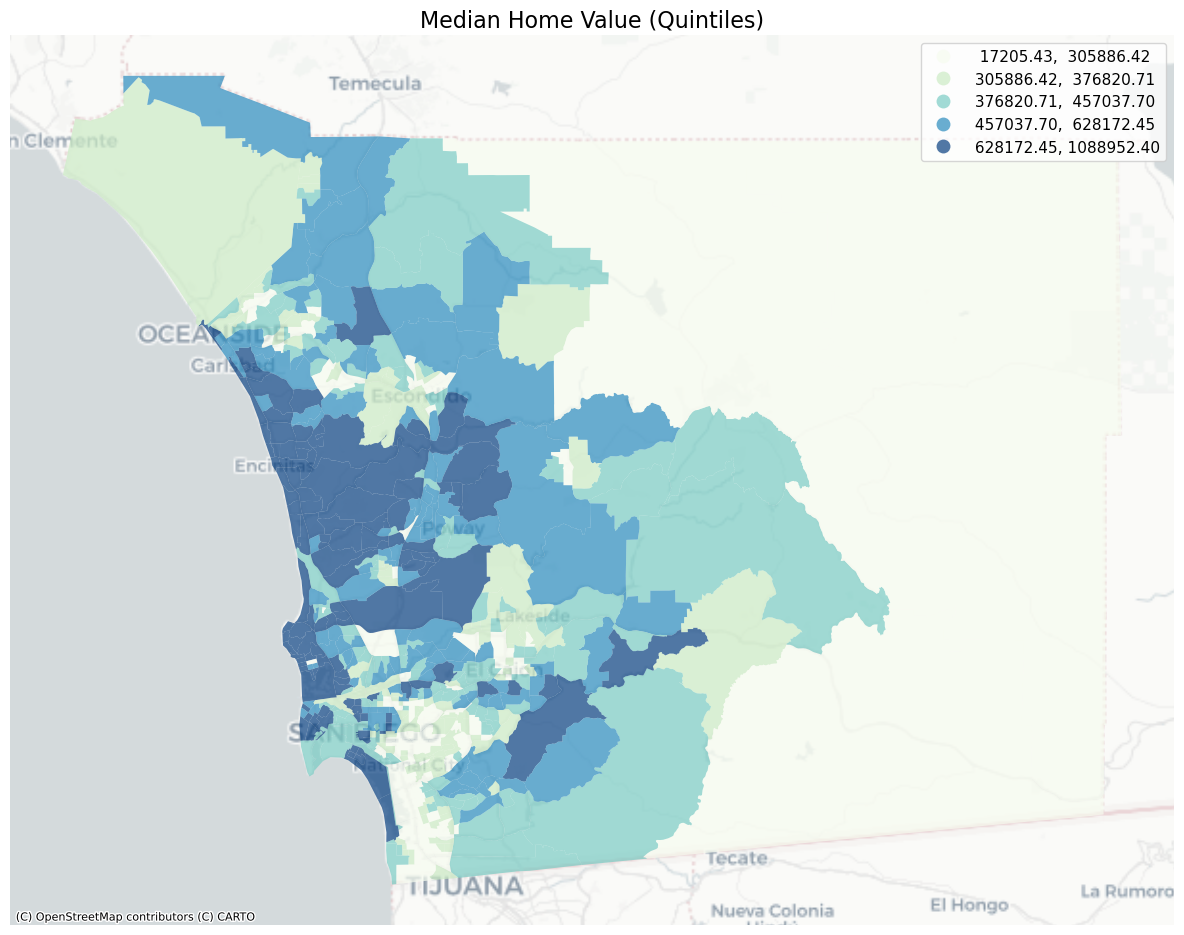 Median Home Value (Quintiles)
17205.43,  305886.42
305886.42,  376820.71
376820.71,  457037.70
457037.70,  628172.45
628172.45, 1088952.40
Temecula
n Clemente
OCEANSIDE
Carlsbad
Escondido
Encinitas
Poway
Lakeside
El Cajon
SAN DIEGO
National City
Tecate
TIJUANA
La Rumoro
El Hongo
Nueva Colonia
(C) OpenStreetMap contributors (C) CARTO